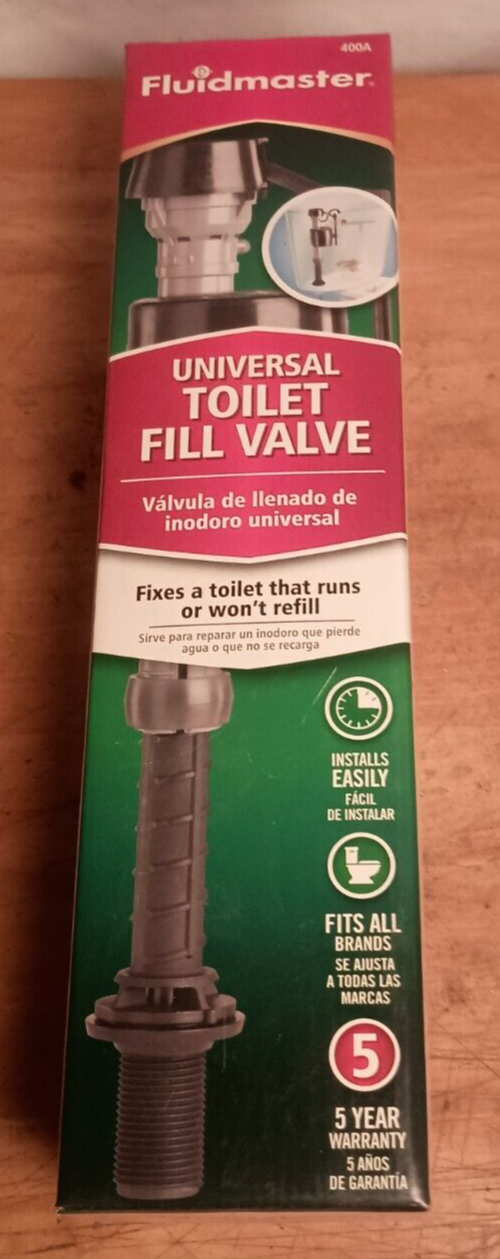 400A
Fluidmaster
UNIVERSAL
TOILET
FILL VALVE
Válvula de llenado de
inodoro universal
Fixes a toilet that runs
or won't refill
Sirve para reparar un inodoro que pierde
agua o que no se recarga
INSTALLS
EASILY
FÁCIL
DE INSTALAR
FITS ALL
BRANDS
SE AJUSTA
A TODAS LAS
MARCAS
5
5 YEAR
WARRANTY
5 AÑOS
DE GARANTÍA